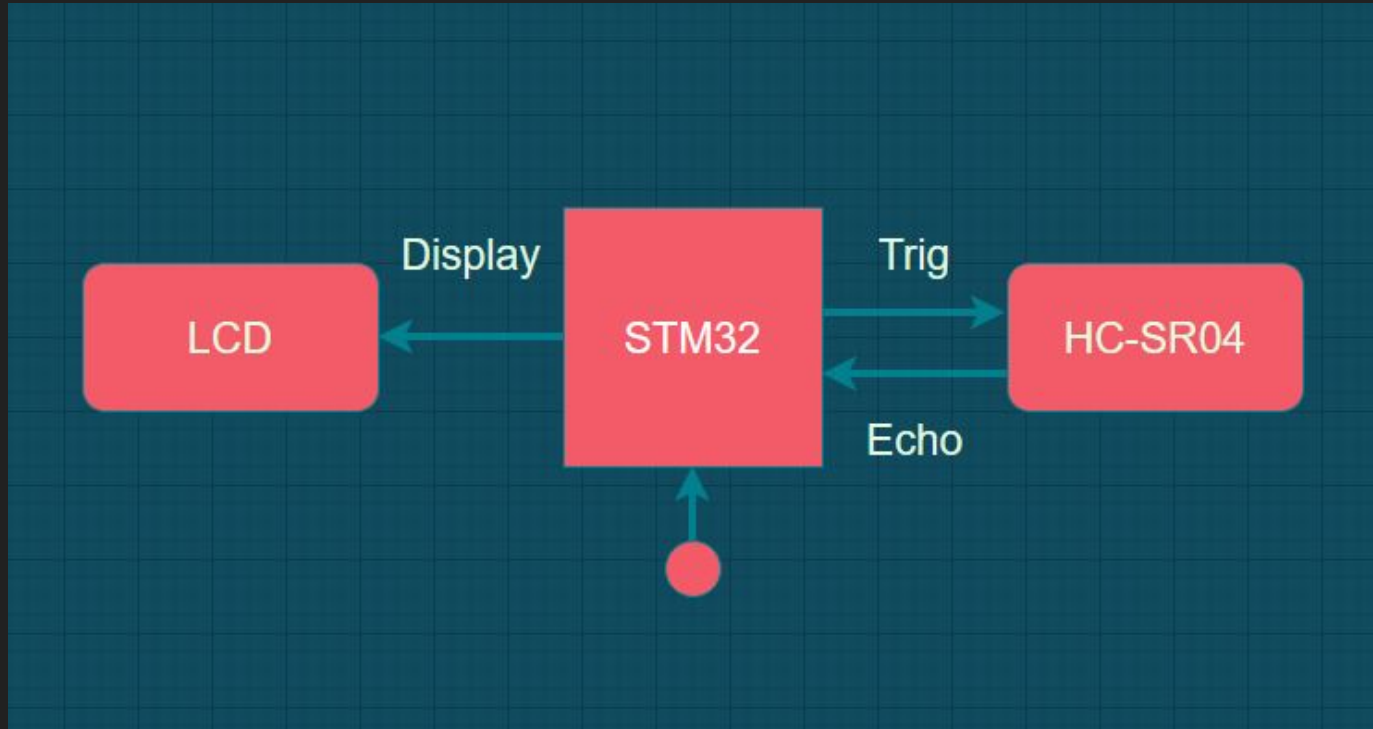 Display
Trig
LCD
STM32
HC-SR04
Echo